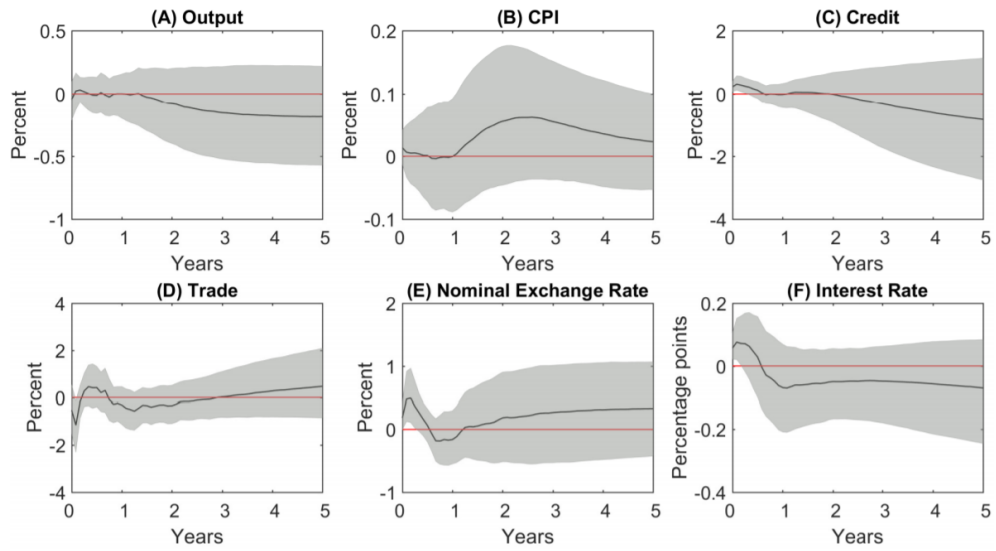 (A) Output
Percent
0.5
0
-0.5
-1
0 1 2 3 4 5
Years
(B) CPI
Percent
0.2
0.1
0
-0.1
0 1 2 3 4 5
Years
(C) Credit
Percent
2
0
-2
-4
0 1 2 3 4 5
Years
(D) Trade
Percent
4
2
0
-2
-4
0 1 2 3 4 5
Years
(E) Nominal Exchange Rate
Percent
2
1
0
-1
0 1 2 3 4 5
Years
(F) Interest Rate
Percentage points
0.2
0
-0.2
-0.4
0 1 2 3 4 5
Years